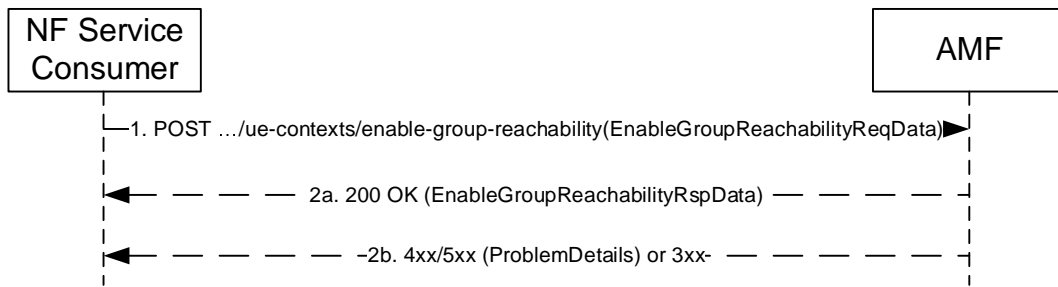 NF Service
Consumer
AMF
1. POST …/ue-contexts/enable-group-reachability(EnableGroupReachabilityReqData)
2a. 200 OK (EnableGroupReachabilityRspData)
2b. 4xx/5xx (ProblemDetails) or 3xx